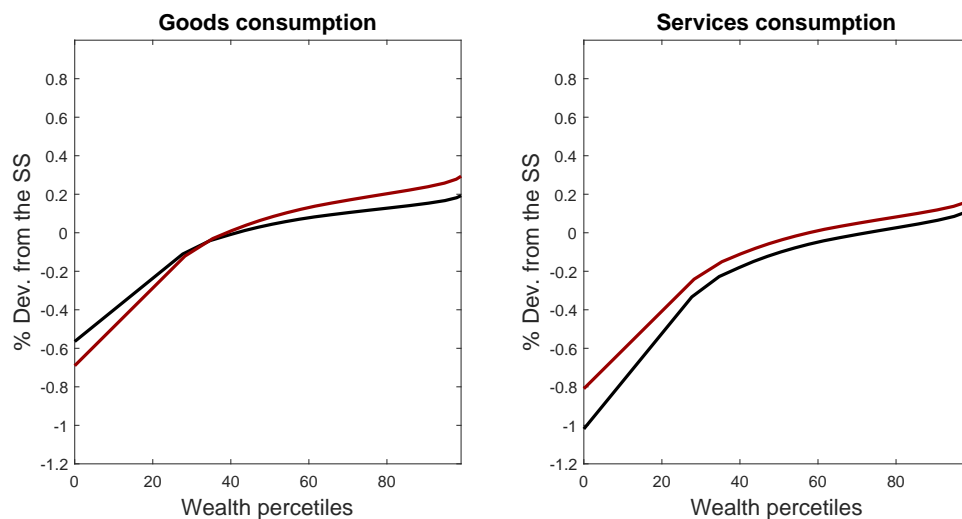 Goods consumption
0.8
0.6
0.4
0.2
0
-0.2
-0.4
-0.6
-0.8
-1
-1.2
% Dev. from the SS
0 20 40 60 80
Wealth percetiles
Services consumption
0.8
0.6
0.4
0.2
0
-0.2
-0.4
-0.6
-0.8
-1
-1.2
% Dev. from the SS
0 20 40 60 80
Wealth percetiles